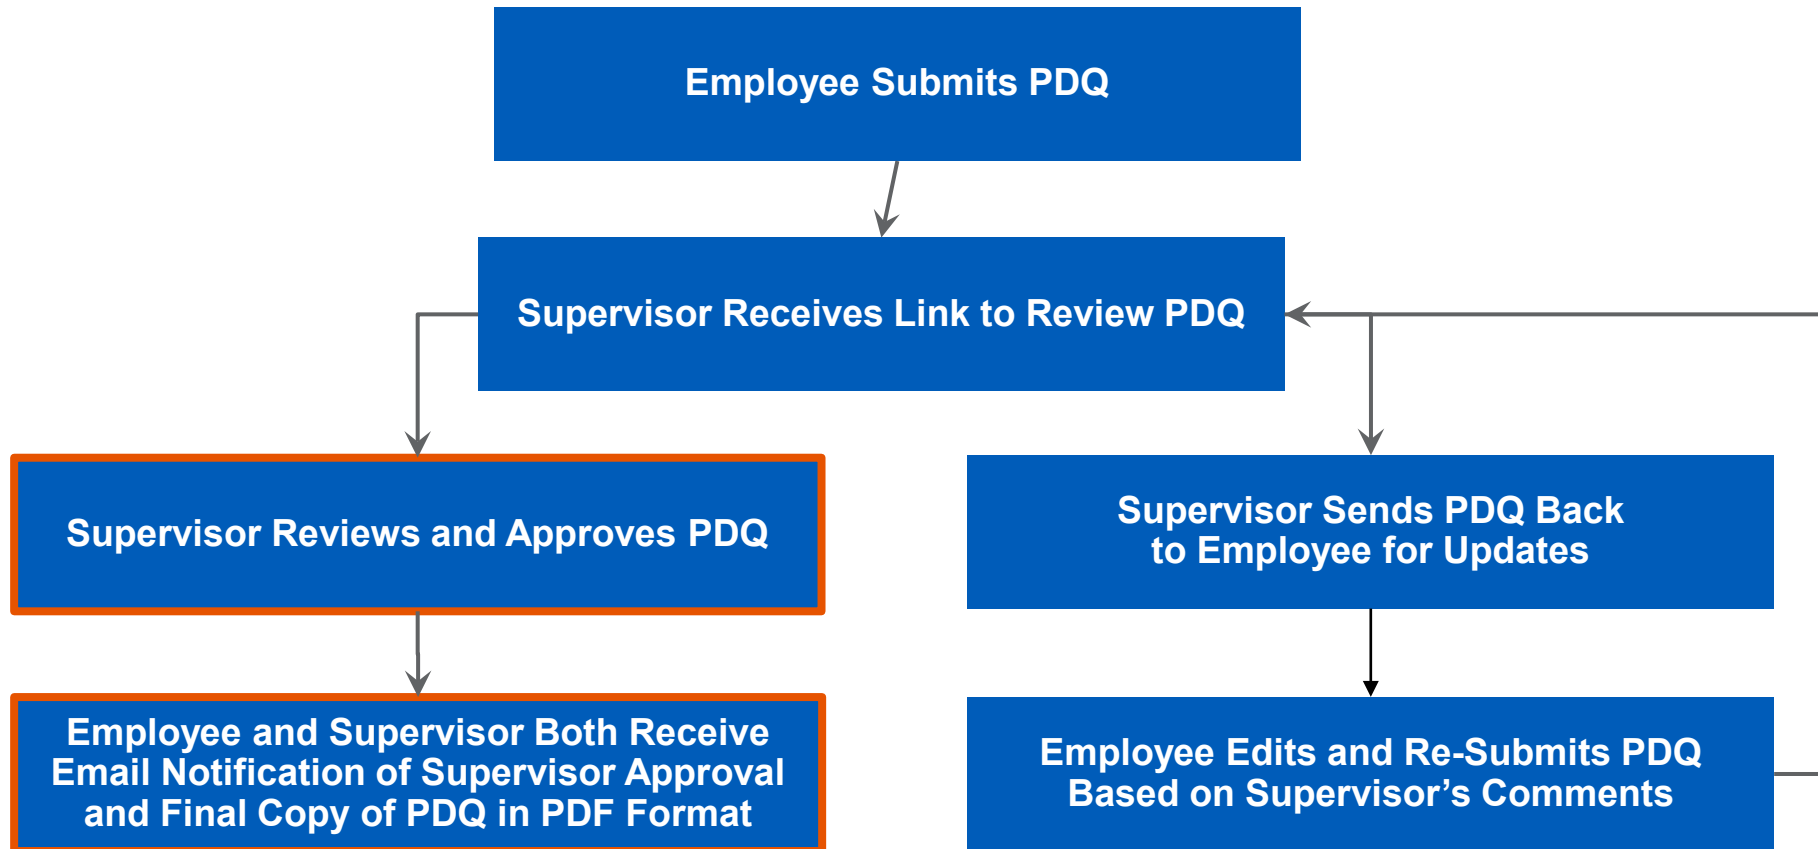 Employee Submits PDQ
Supervisor Receives Link to Review PDQ
Supervisor Reviews and Approves PDQ
Supervisor Sends PDQ Back
to Employee for Updates
Employee and Supervisor Both Receive
Email Notification of Supervisor Approval
and Final Copy of PDQ in PDF Format
Employee Edits and Re-Submits PDQ
Based on Supervisor’s Comments